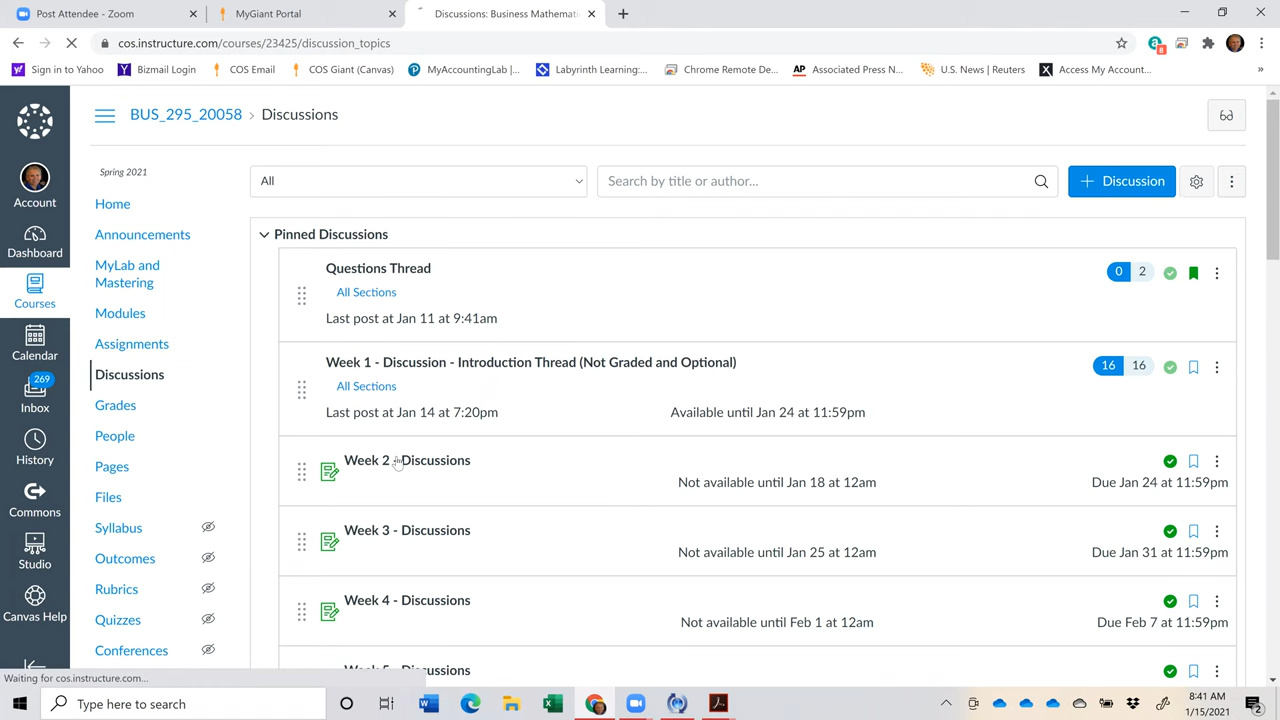 Post Attendee - Zoom
MyGiant Portal
Discussions: Business Mathemati
cos.instructure.com/courses/23425/discussion_topics
8
Sign in to Yahoo
Bizmail Login
COS Email
COS Giant (Canvas)
MyAccountingLab |...
Labyrinth Learning:...
Chrome Remote De...
AP Associated Press N...
U.S. News | Reuters
X Access My Account...
BUS_295_20058 › Discussions
Spring 2021
Account
Dashboard
Courses
Calendar
269
Inbox
History
Commons
Studio
Canvas Help
Home
Announcements
MyLab and
Mastering
Modules
Assignments
Discussions
Grades
People
Pages
Files
Syllabus
Outcomes
Rubrics
Quizzes
Conferences
All
Search by title or author...
+ Discussion
Pinned Discussions
Questions Thread
0 2
All Sections
Last post at Jan 11 at 9:41am
Week 1 - Discussion - Introduction Thread (Not Graded and Optional)
16 16
All Sections
Last post at Jan 14 at 7:20pm
Available until Jan 24 at 11:59pm
Week 2 - Discussions
Not available until Jan 18 at 12am
Due Jan 24 at 11:59pm
Week 3 - Discussions
Not available until Jan 25 at 12am
Due Jan 31 at 11:59pm
Week 4 - Discussions
Not available until Feb 1 at 12am
Due Feb 7 at 11:59pm
Week 5 - Discussions
Waiting for cos.instructure.com...
Type here to search
8:41 AM
1/15/2021
2